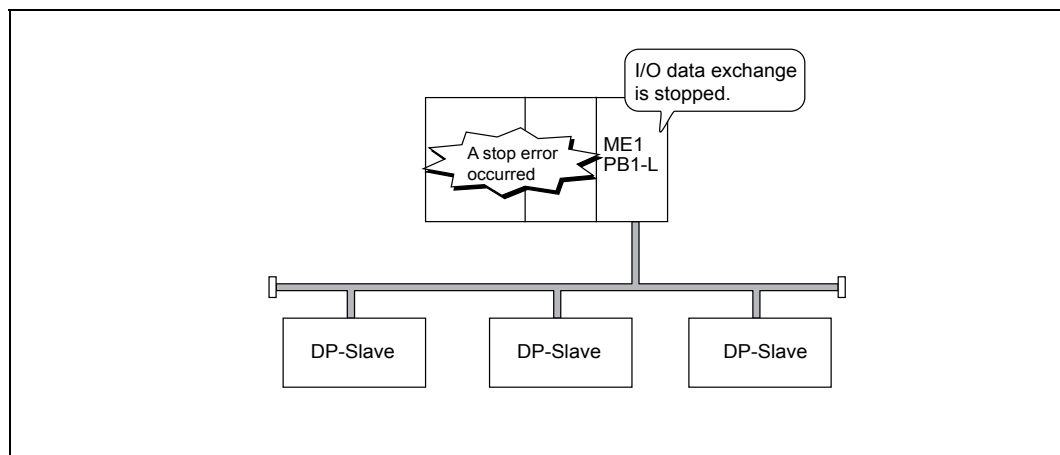 I/O data exchange
is stopped.
A stop error
occurred
ME1
PB1-L
DP-Slave
DP-Slave
DP-Slave